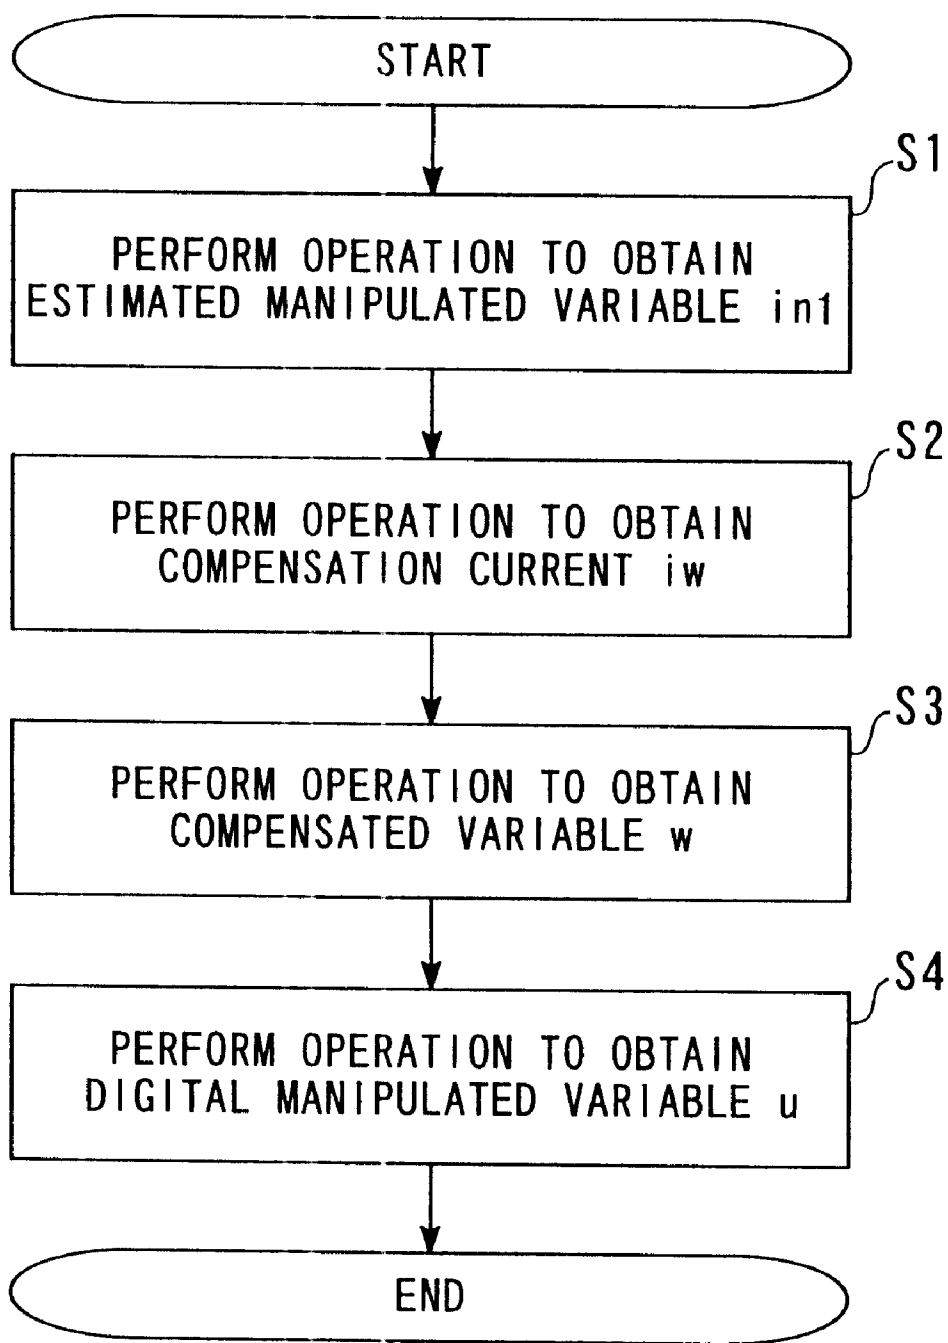 START
S1
PERFORM OPERATION TO OBTAIN
ESTIMATED MANIPULATED VARIABLE in1
S2
PERFORM OPERATION TO OBTAIN
COMPENSATION CURRENT iw
S3
PERFORM OPERATION TO OBTAIN
COMPENSATED VARIABLE w
S4
PERFORM OPERATION TO OBTAIN
DIGITAL MANIPULATED VARIABLE u
END